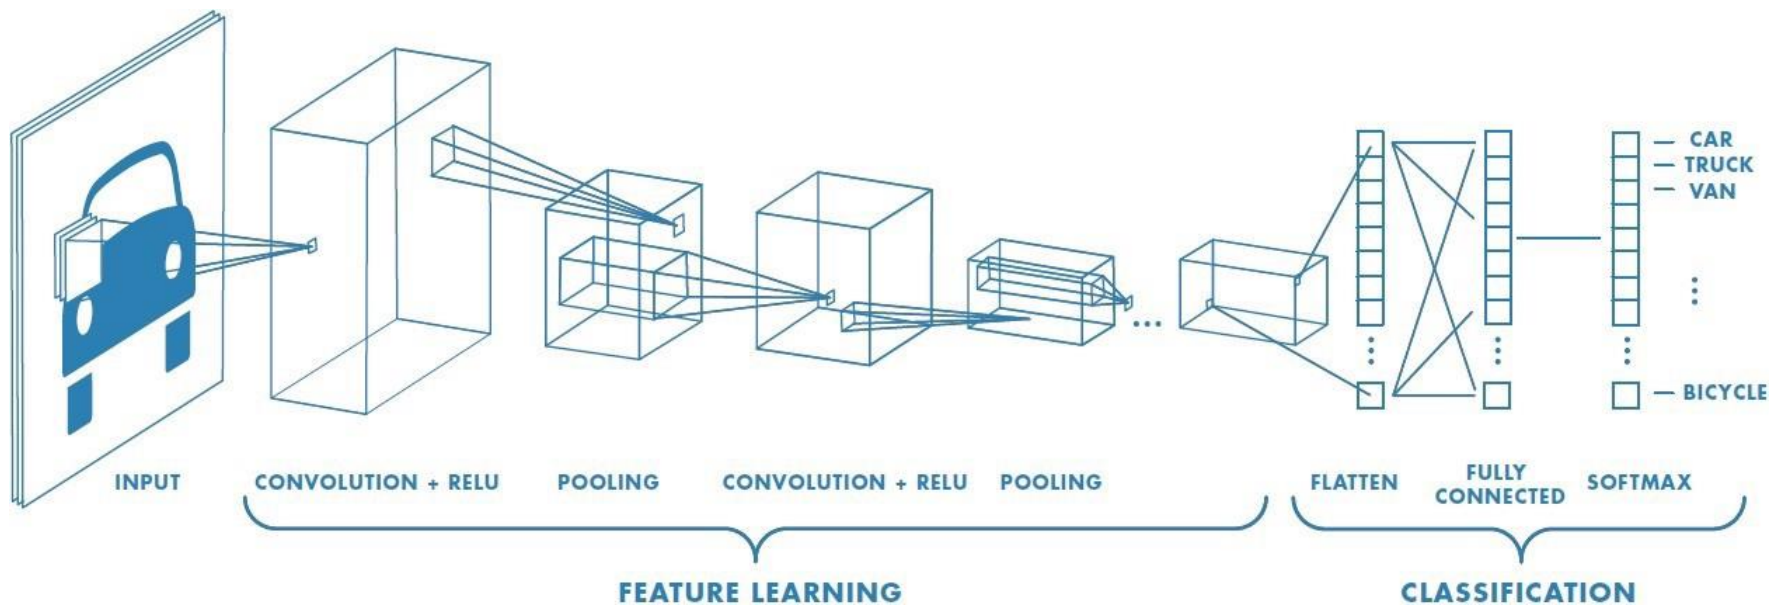 CAR
TRUCK
VAN
BICYCLE
INPUT
CONVOLUTION + RELU
POOLING
CONVOLUTION + RELU
POOLING
FLATTEN
FULLY
CONNECTED
SOFTMAX
FEATURE LEARNING
CLASSIFICATION